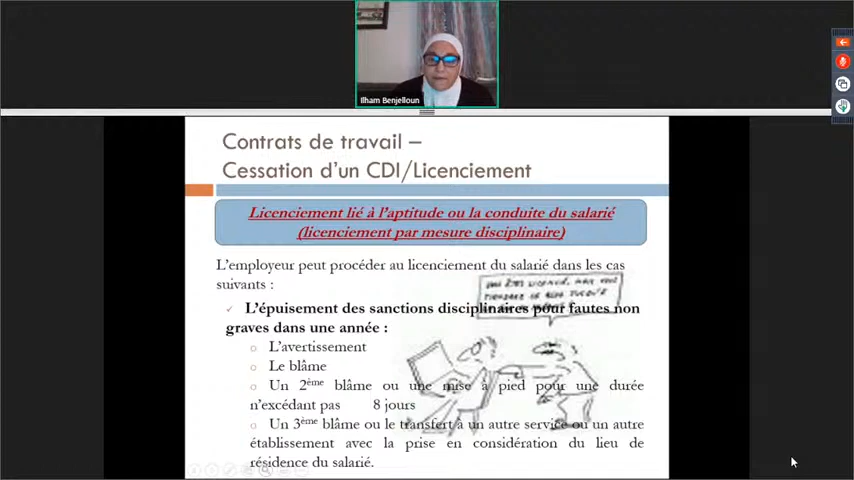 Ilham Benjelloun
Contrats de travail –
Cessation d'un CDI/Licenciement
Licenciement lié à l'aptitude ou la conduite du salarié
(licenciement par mesure disciplinaire)
L'employeur peut procéder au licenciement du salarié dans les cas
suivants :
✓ L'épuisement des sanctions disciplinaires pour fautes non
graves dans une année :
o L'avertissement
o Le blâme
o Un 2ème blâme ou une mise à pied pour une durée
n'excédant pas 8 jours
o Un 3ème blâme ou le transfert à un autre service ou un autre
établissement avec la prise en considération du lieu de
résidence du salarié.